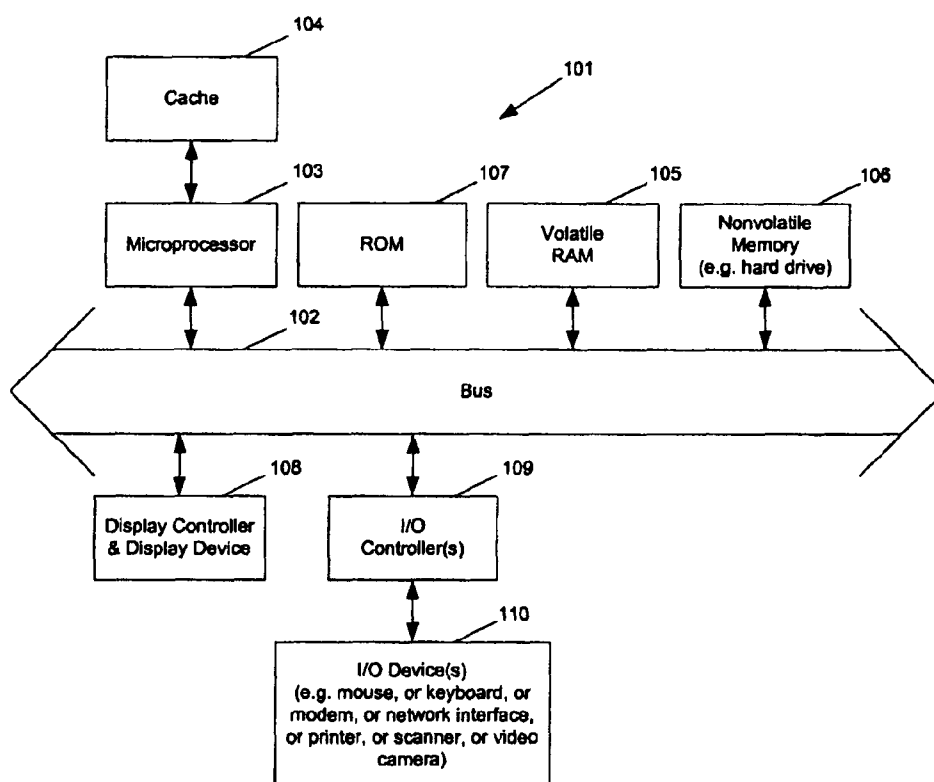 104
Cache
101
103
Microprocessor
107
ROM
105
Volatile
RAM
106
Nonvolatile
Memory
(e.g. hard drive)
102
Bus
108
Display Controller
& Display Device
109
I/O
Controller(s)
110
I/O Device(s)
(e.g. mouse, or keyboard, or
modem, or network interface,
or printer, or scanner, or video
camera)